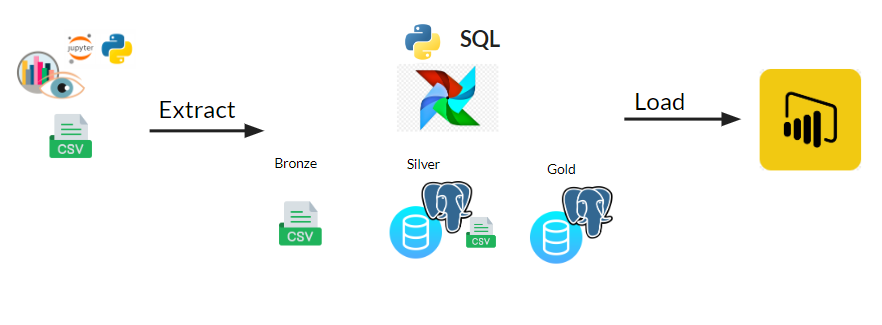 jupyter
SQL
Extract
Load
CSV
Bronze
Silver
Gold
CSV
CSV